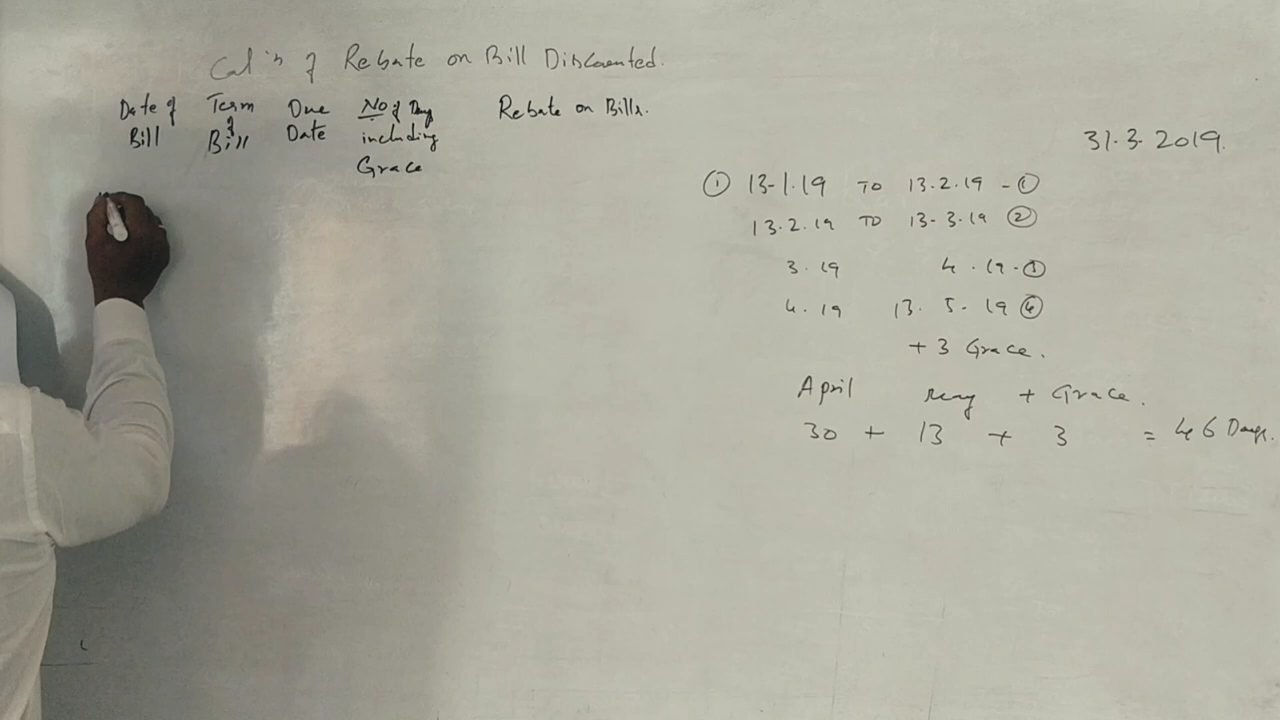 Cal'n of Rebate on Bill Discounted.
Date of Term Due No of Days Rebate on Bills.
Bill of Bill Date including
Grace
31.3.2019.
① 13-1.19 TO 13.2.19 - ①
13.2.19 TO 13-3.19 ②
3.19 4.19-③
4.19 13.5-19 ④
+ 3 Grace.
April may + Grace.
30 + 13 + 3 = 46 Days.